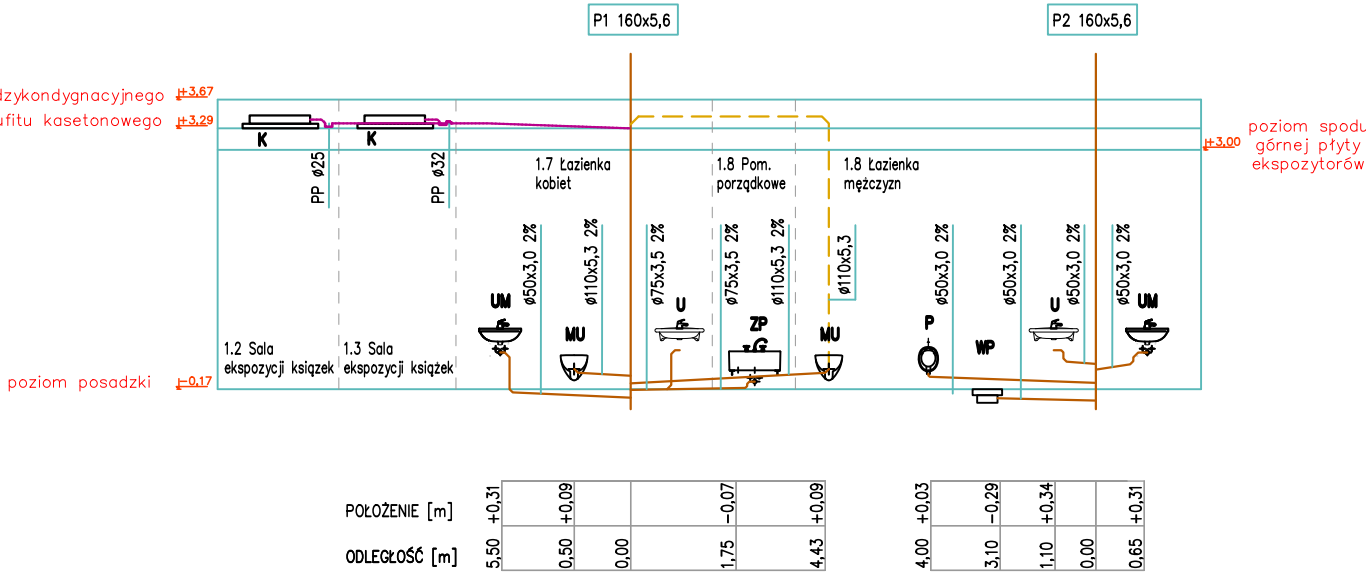 P1 160x5,6
P2 160x5,6
dzykondygnacyjnego
+3,67
ufitu kasetonowego
+3,29
+3,00
poziom spodu
górnej płyty
ekspozytorów
K
K
PP ø25
PP ø32
1.7 Łazienka
kobiet
1.8 Pom.
porządkowe
1.8 Łazienka
mężczyzn
ø50x3,0 2%
ø110x5,3 2%
ø75x3,5 2%
ø75x3,5 2%
ø110x5,3 2%
ø110x5,3
ø50x3,0 2%
ø50x3,0 2%
ø50x3,0 2%
ø50x3,0 2%
UM
MU
U
ZP
MU
P
WP
U
UM
1.2 Sala
ekspozycji książek
1.3 Sala
ekspozycji książek
poziom posadzki
-0,17
POŁOŻENIE [m]
+0,31
+0,09
-0,07
+0,09
+0,03
-0,29
+0,34
+0,31
ODLEGŁOŚĆ [m]
5,50
0,50
0,00
1,75
4,43
4,00
3,10
1,10
0,00
0,65